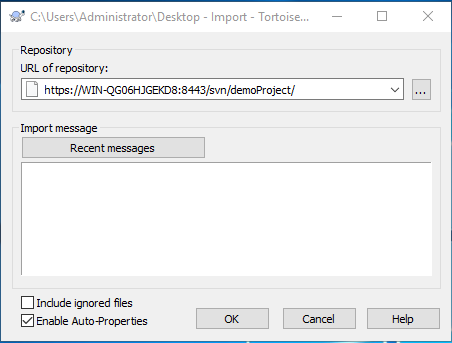 C:\Users\Administrator\Desktop - Import - Tortoise...
Repository
URL of repository:
https://WIN-QG06HJGEKD8:8443/svn/demoProject/
...
Import message
Recent messages
Include ignored files
Enable Auto-Properties
OK
Cancel
Help